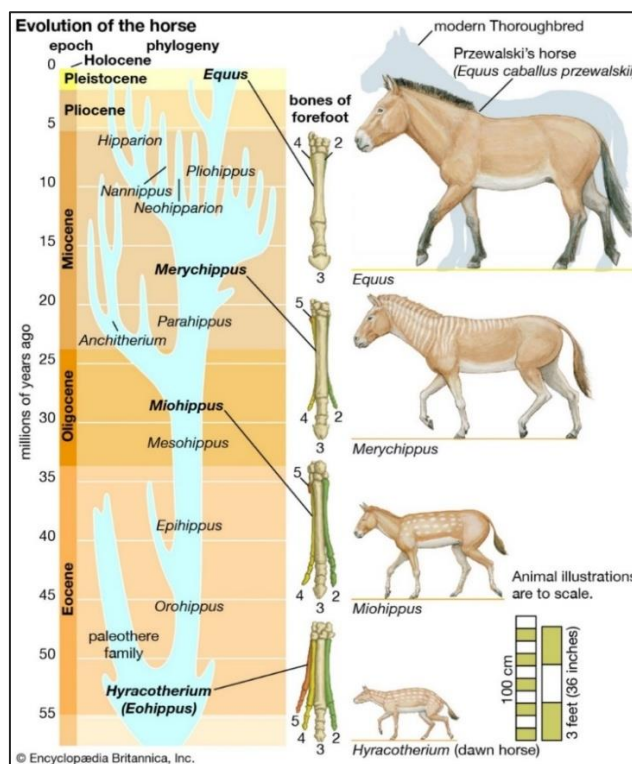 Evolution of the horse
epoch phylogeny
Holocene
0
Pleistocene
Equus
Pliocene
5
Hipparion
Pliohippus
10
Nannippus
Neohipparion
15
Miocene
Merychippus
20
Parahippus
Anchitherium
25
millions of years ago
Oligocene
Miohippus
30
Mesohippus
35
Epihippus
40
Eocene
45
Orohippus
paleothere
family
50
Hyracotherium
(Eohippus)
55
bones of
forefoot
4 2
3
5
4 2
3
5
4 3 2
5
4 3 2
modern Thoroughbred
Przewalski's horse
(Equus caballus przewalskii)
Equus
Merychippus
Miohippus
Animal illustrations
are to scale.
100 cm
3 feet (36 inches)
Hyracotherium (dawn horse)
© Encyclopædia Britannica, Inc.